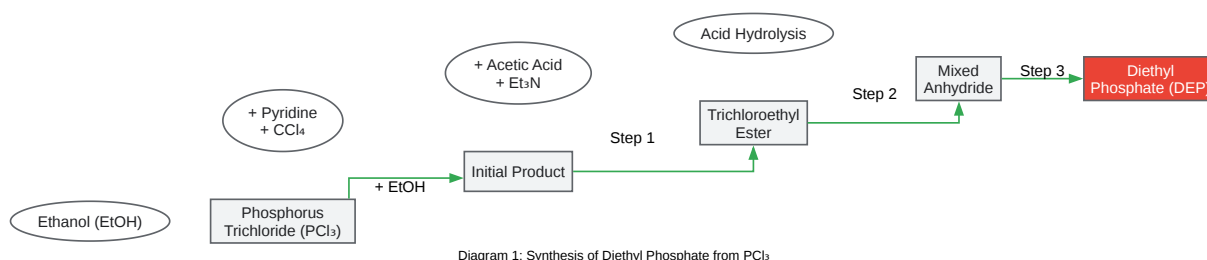 Acid Hydrolysis
+ Acetic Acid
+ Et₃N
Mixed
Anhydride
Step 3
Diethyl
Phosphate (DEP)
Step 2
+ Pyridine
+ CCl₄
Trichloroethyl
Ester
Step 1
Initial Product
+ EtOH
Ethanol (EtOH)
Phosphorus
Trichloride (PCl₃)
Diagram 1: Synthesis of Diethyl Phosphate from PCl₃